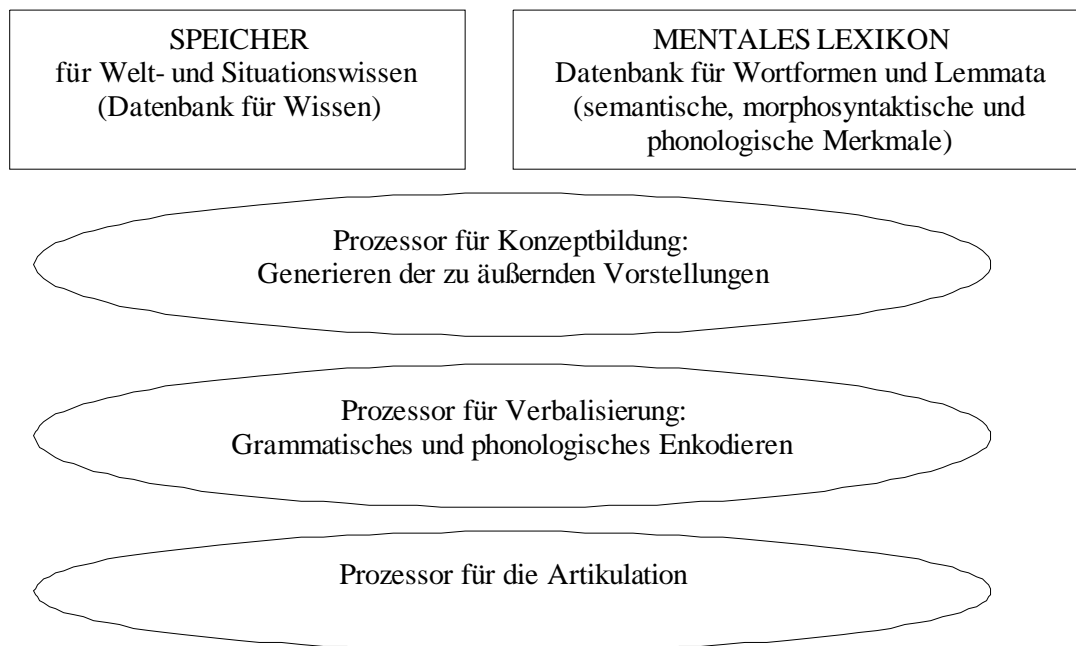 SPEICHER
für Welt- und Situationswissen
(Datenbank für Wissen)
MENTALES LEXIKON
Datenbank für Wortformen und Lemmata
(semantische, morphosyntaktische und
phonologische Merkmale)
Prozessor für Konzeptbildung:
Generieren der zu äußernden Vorstellungen
Prozessor für Verbalisierung:
Grammatisches und phonologisches Enkodieren
Prozessor für die Artikulation